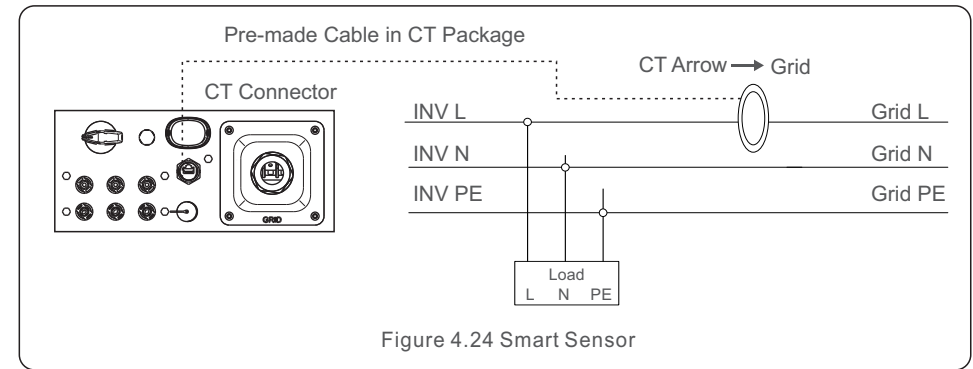 Pre-made Cable in CT Package
CT Arrow → Grid
CT Connector
INV L
Grid L
INV N
Grid N
INV PE
Grid PE
GRID
Load
L N PE
Figure 4.24 Smart Sensor